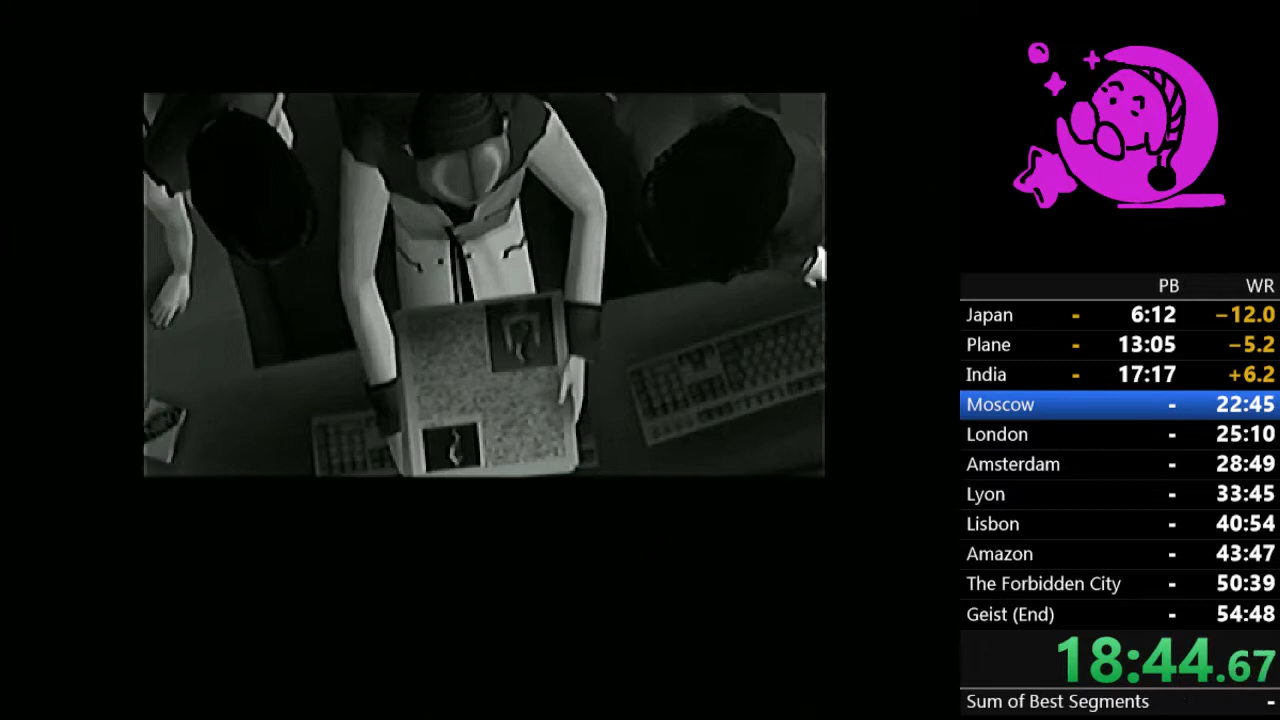 PB WR
Japan - 6:12 −12.0
Plane - 13:05 −5.2
India - 17:17 +6.2
Moscow - 22:45
London - 25:10
Amsterdam - 28:49
Lyon - 33:45
Lisbon - 40:54
Amazon - 43:47
The Forbidden City - 50:39
Geist (End) - 54:48
18:44.67
Sum of Best Segments -